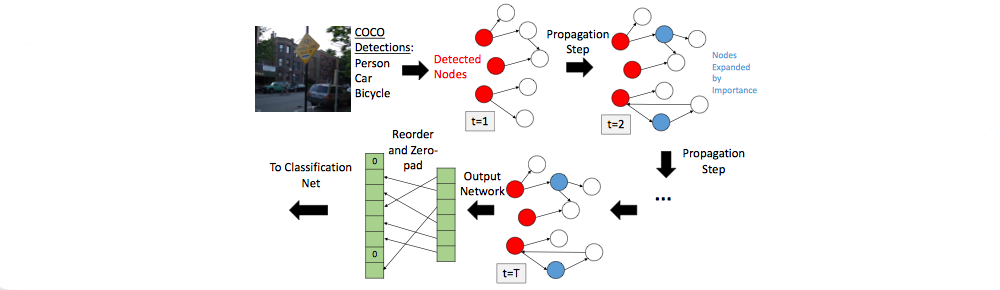 COCO
Detections:
Person
Car
Bicycle
Detected
Nodes
t=1
Propagation
Step
t=2
Nodes
Expanded
by
Importance
Propagation
Step
...
t=T
Output
Network
Reorder
and Zero-
pad
0
0
To Classification
Net